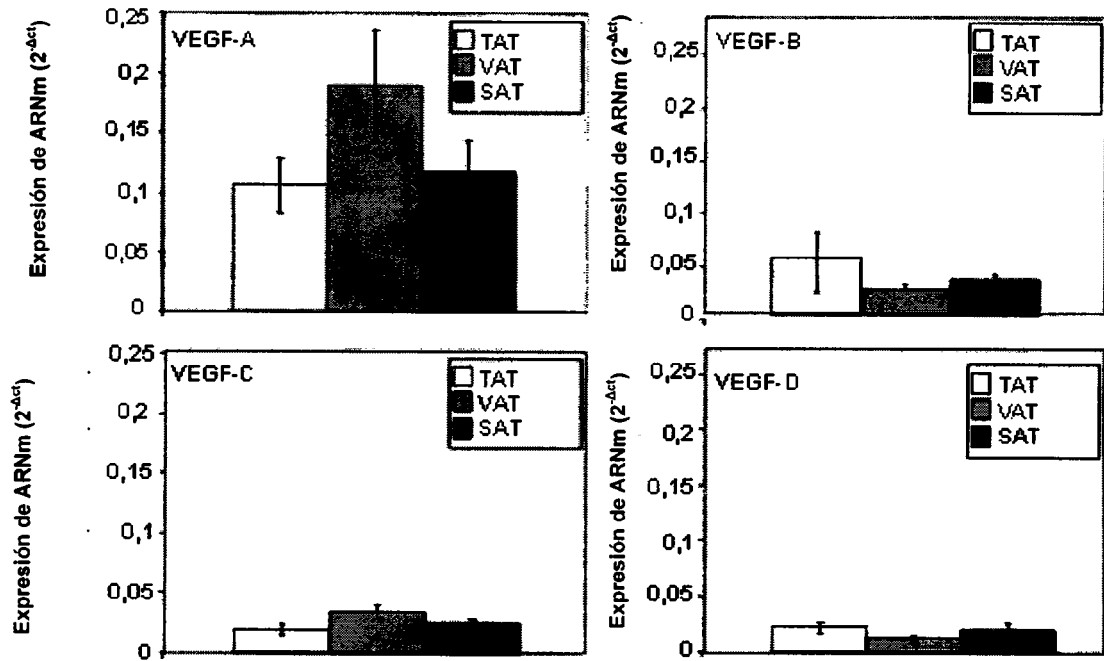 VEGF-A
TAT
VAT
SAT
0,25
0,2
0,15
0,1
0,05
0
Expresión de ARNm (2^-Δct)
VEGF-B
TAT
VAT
SAT
0,25
0,2
0,15
0,1
0,05
0
Expresión de ARNm (2^-Δct)
VEGF-C
TAT
VAT
SAT
0,25
0,2
0,15
0,1
0,05
0
Expresión de ARNm (2^-Δct)
VEGF-D
TAT
VAT
SAT
0,25
0,2
0,15
0,1
0,05
0
Expresión de ARNm (2^-Δct)